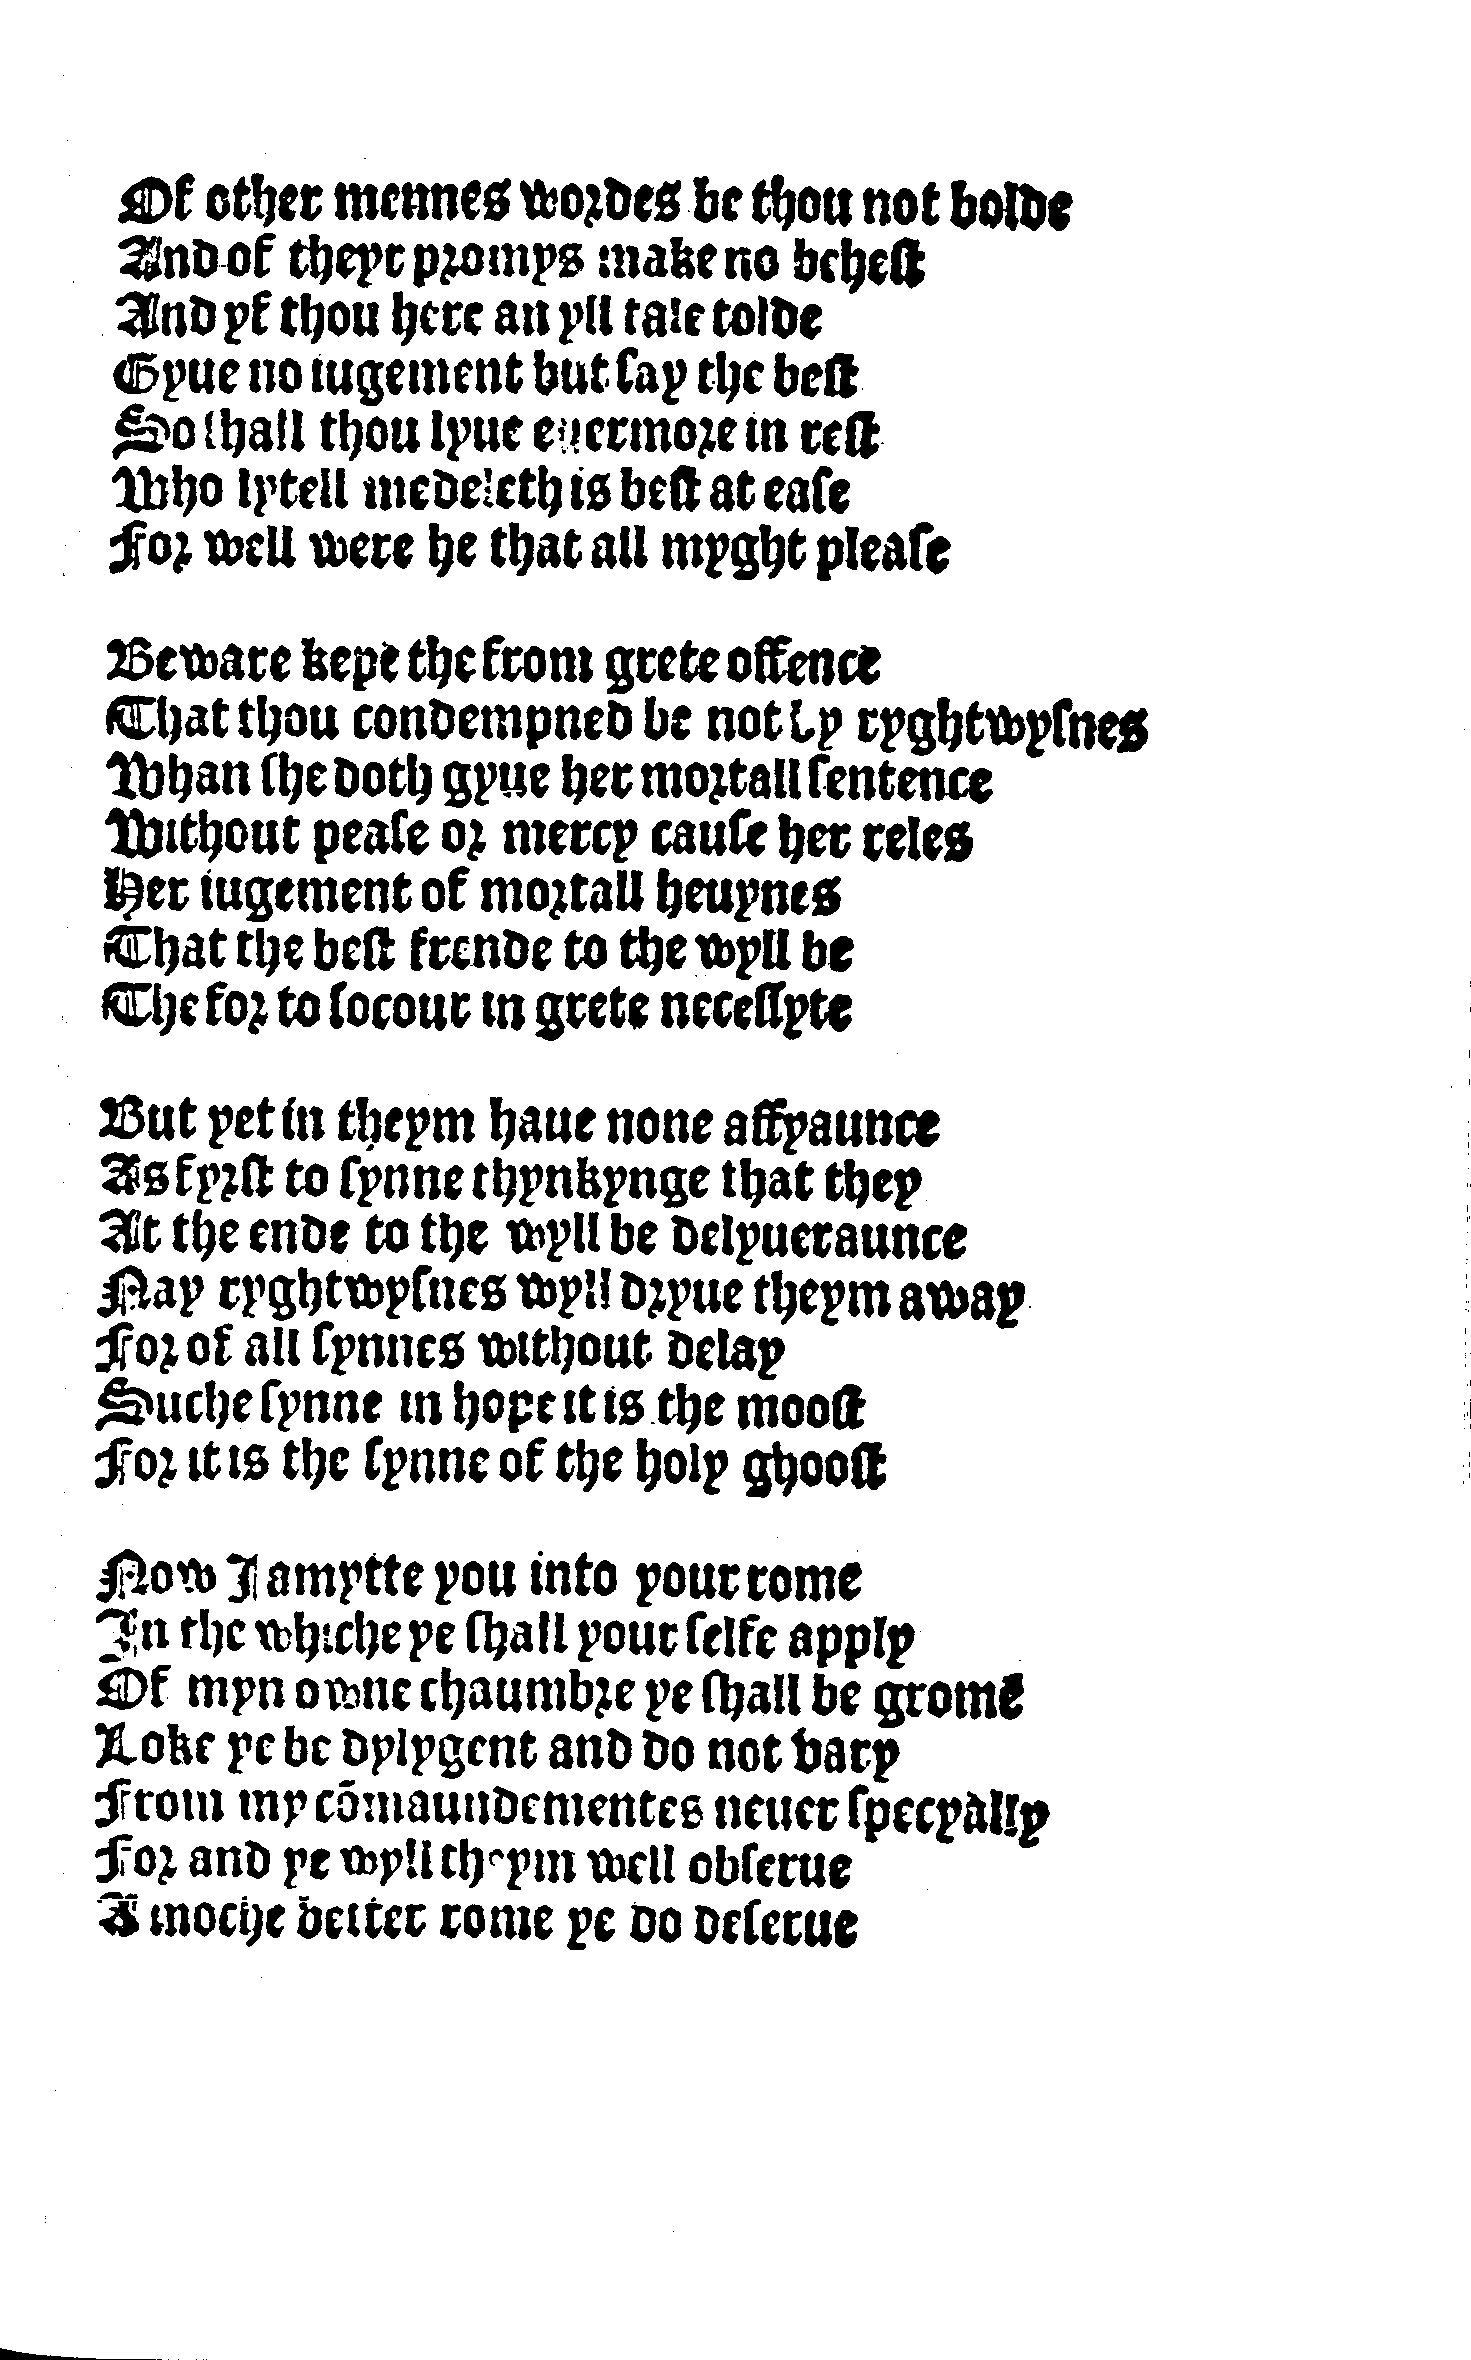 Of other mennes wordes be thou not bolde
And of theyr promys make no behest
And yf thou here an yll tale tolde
Gyue no iugement but ſay the beſt
So ſhall thou lyue euermore in reſt
Who lytell medeleth is beſt at eaſe
For well were he that all myght pleaſe

Beware kepe the from grete offence
That thou condempned be not by ryghtwyſnes
Whan ſhe doth gyue her mortall ſentence
Without peaſe or mercy cauſe her reles
Her iugement of mortall heuynes
That the beſt frende to the wyll be
The for to ſocour in grete neceſſyte

But yet in theym haue none affyaunce
As fyrſt to ſynne thynkynge that they
At the ende to the wyll be delyueraunce
Nay ryghtwyſnes wyll dryue theym away
For of all ſynnes without delay
Suche ſynne in hope it is the mooſt
For it is the ſynne of the holy ghooſt

Now I amytte you into your rome
In the whiche ye ſhall your ſelfe apply
Of myn owne chaumbre ye ſhall be grome
Loke ye be dylygent and do not vary
From my cōmaundementes neuer ſpecyally
For and ye wyll theym well obſerue
A moche better rome ye do deſerue